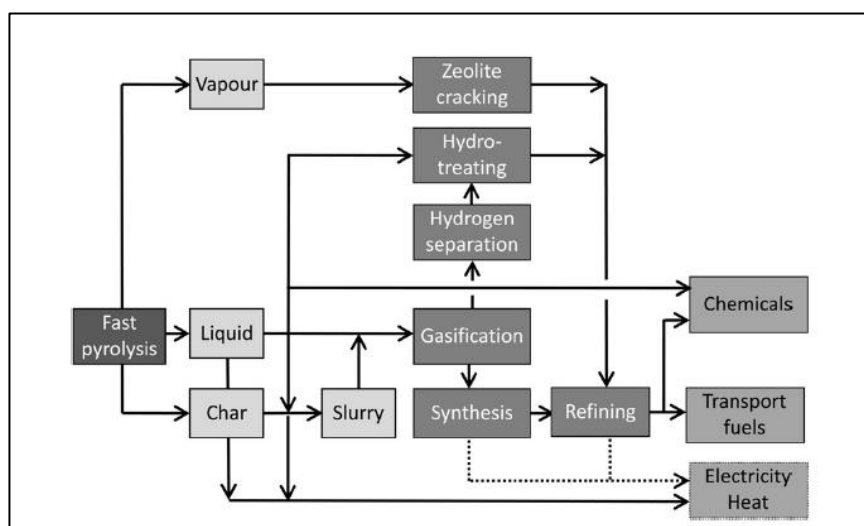 Vapour
Zeolite
cracking
Hydro-
treating
Hydrogen
separation
Chemicals
Fast
pyrolysis
Liquid
Gasification
Char
Slurry
Synthesis
Refining
Transport
fuels
Electricity
Heat